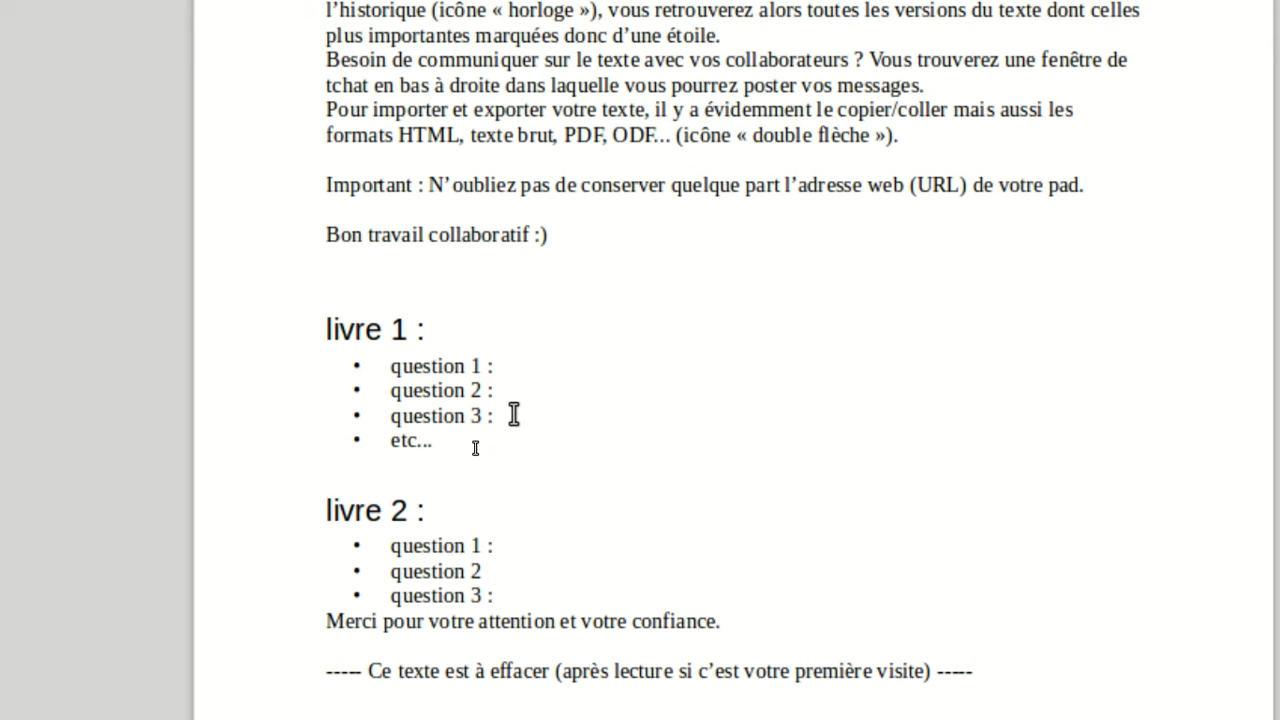 l’historique (icône « horloge »), vous retrouverez alors toutes les versions du texte dont celles
plus importantes marquées donc d’une étoile.
Besoin de communiquer sur le texte avec vos collaborateurs ? Vous trouverez une fenêtre de
tchat en bas à droite dans laquelle vous pourrez poster vos messages.
Pour importer et exporter votre texte, il y a évidemment le copier/coller mais aussi les
formats HTML, texte brut, PDF, ODF... (icône « double flèche »).
Important : N’oubliez pas de conserver quelque part l’adresse web (URL) de votre pad.
Bon travail collaboratif :)
livre 1 :
• question 1 :
• question 2 :
• question 3 :
• etc...
livre 2 :
• question 1 :
• question 2
• question 3 :
Merci pour votre attention et votre confiance.
----- Ce texte est à effacer (après lecture si c’est votre première visite) -----